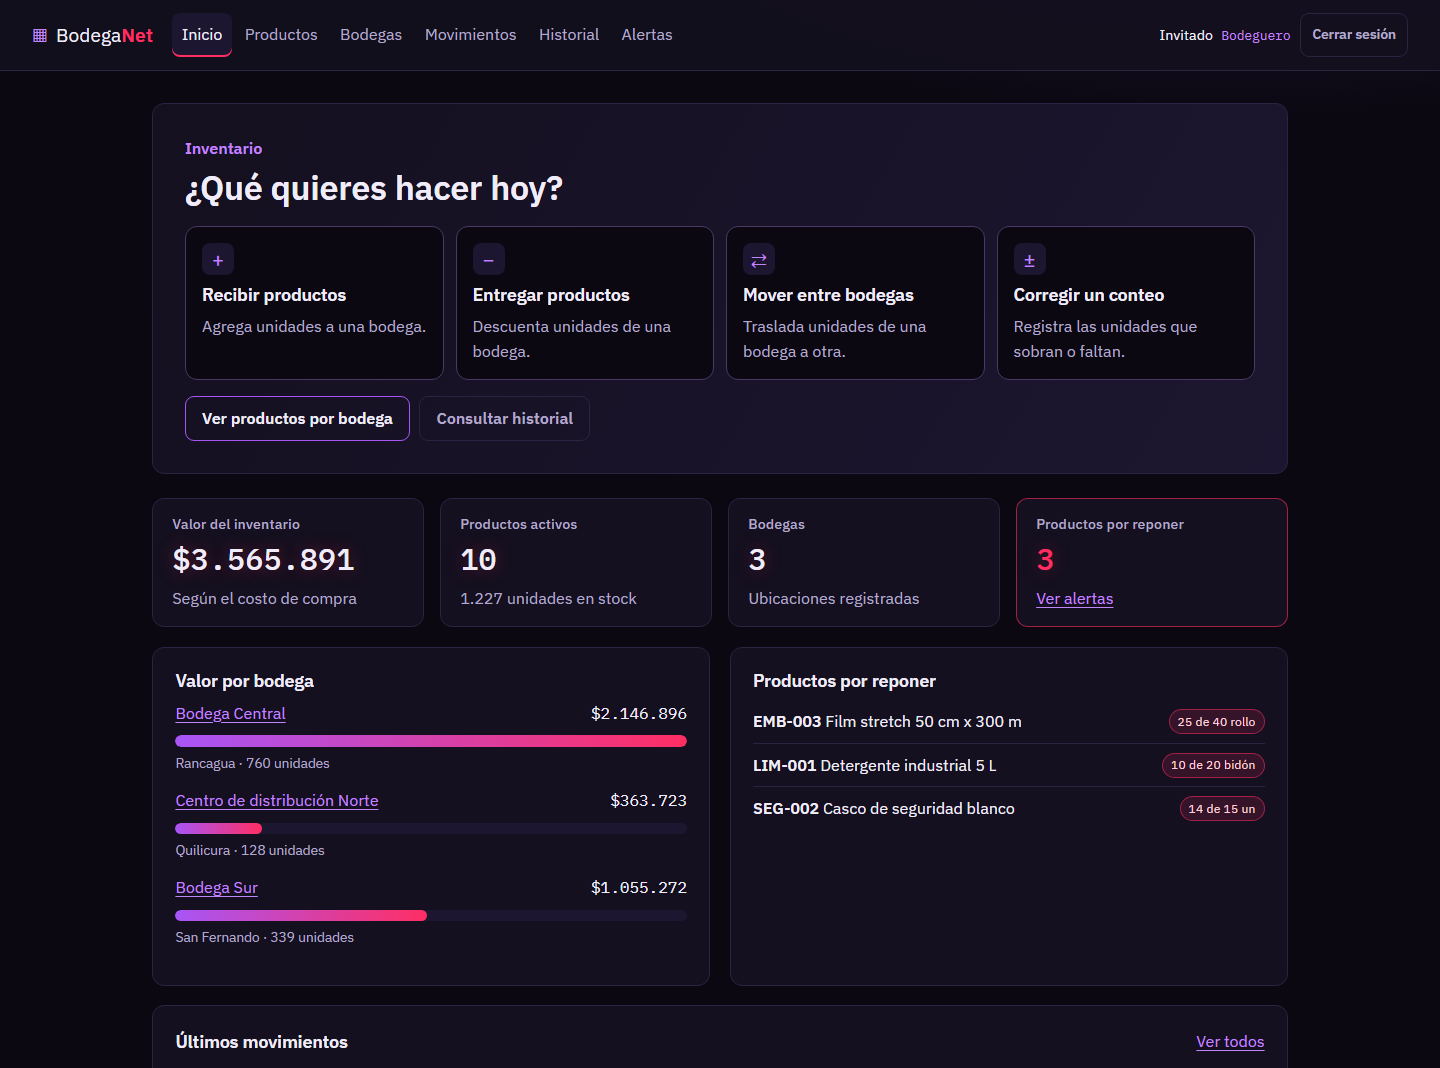 BodegaNet
Inicio
Productos
Bodegas
Movimientos
Historial
Alertas
Invitado Bodeguero
Cerrar sesión
Inventario
¿Qué quieres hacer hoy?
+
Recibir productos
Agrega unidades a una bodega.
−
Entregar productos
Descuenta unidades de una
bodega.
⇄
Mover entre bodegas
Traslada unidades de una
bodega a otra.
±
Corregir un conteo
Registra las unidades que
sobran o faltan.
Ver productos por bodega
Consultar historial
Valor del inventario
$3.565.891
Según el costo de compra
Productos activos
10
1.227 unidades en stock
Bodegas
3
Ubicaciones registradas
Productos por reponer
3
Ver alertas
Valor por bodega
Bodega Central $2.146.896
Rancagua · 760 unidades
Centro de distribución Norte $363.723
Quilicura · 128 unidades
Bodega Sur $1.055.272
San Fernando · 339 unidades
Productos por reponer
EMB-003 Film stretch 50 cm x 300 m 25 de 40 rollo
LIM-001 Detergente industrial 5 L 10 de 20 bidón
SEG-002 Casco de seguridad blanco 14 de 15 un
Últimos movimientos
Ver todos